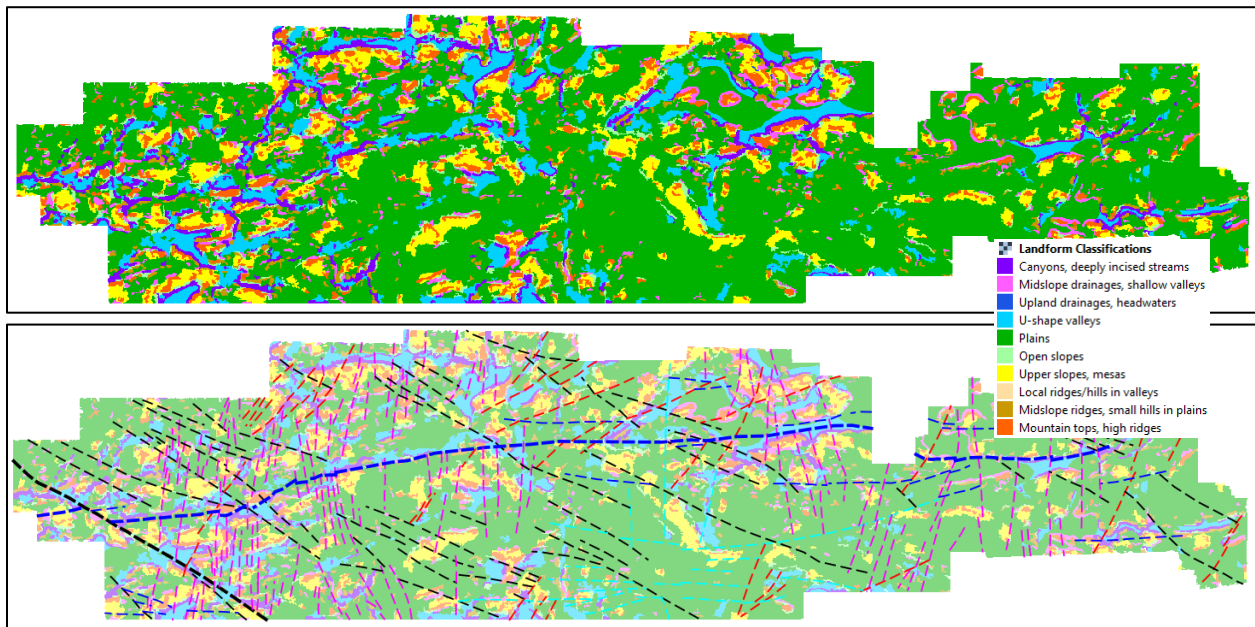 Landform Classifications
Canyons, deeply incised streams
Midslope drainages, shallow valleys
Upland drainages, headwaters
U-shape valleys
Plains
Open slopes
Upper slopes, mesas
Local ridges/hills in valleys
Midslope ridges, small hills in plains
Mountain tops, high ridges